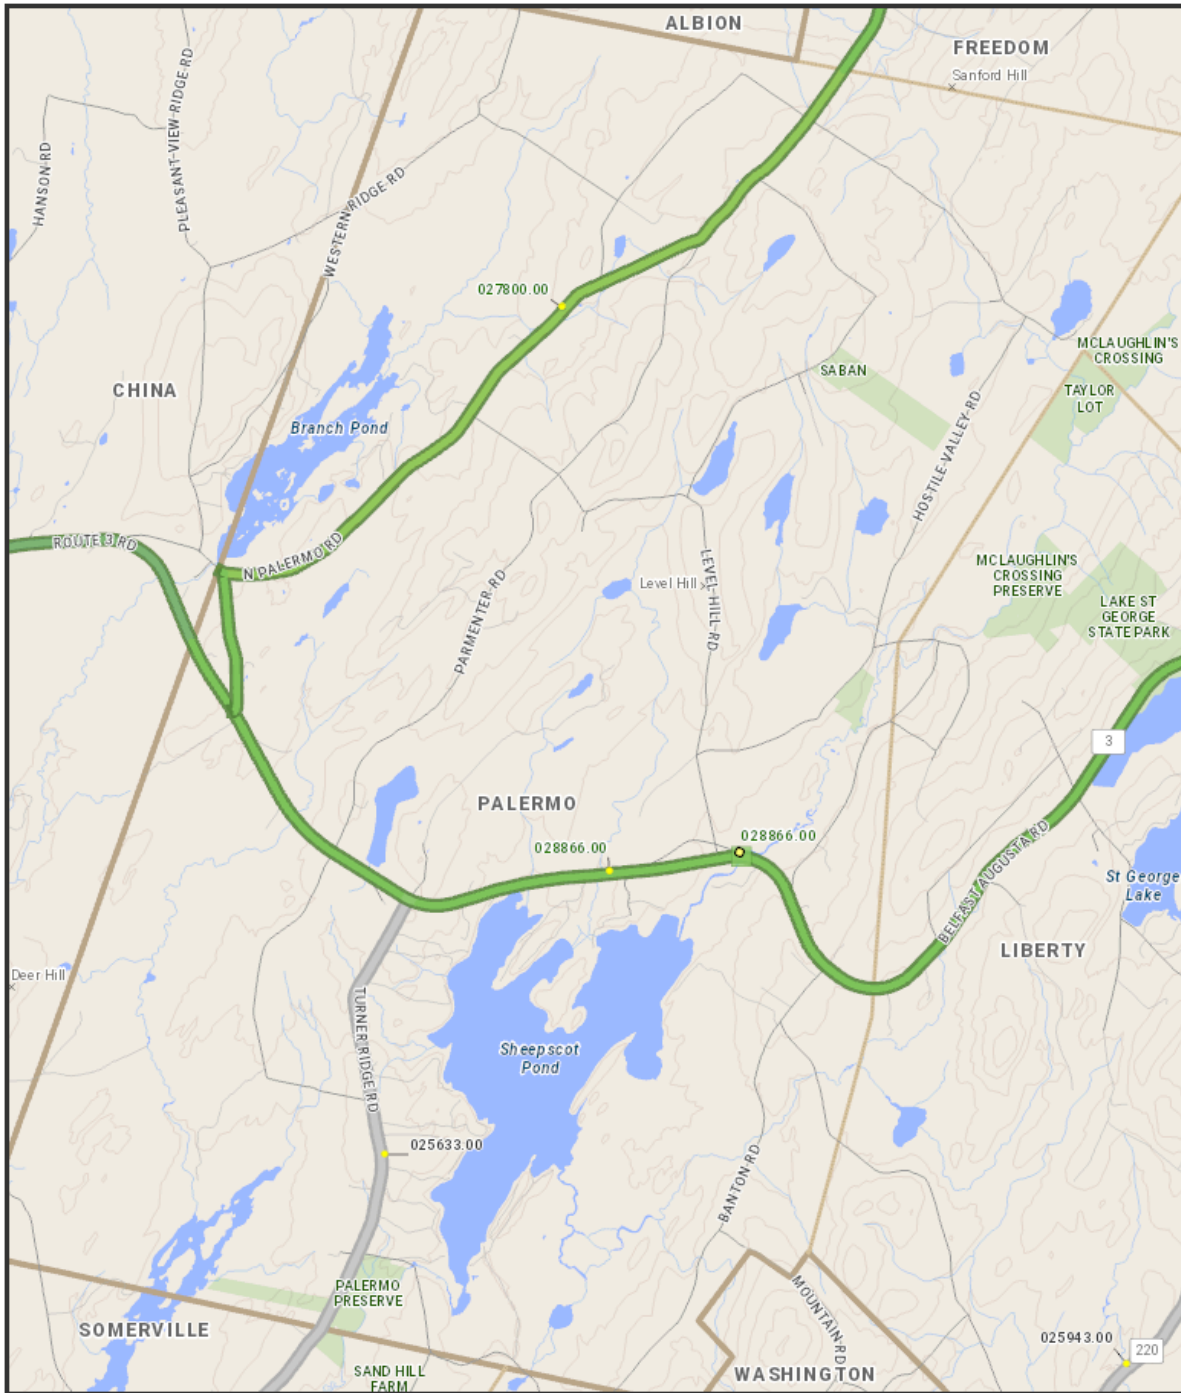 ALBION
FREEDOM
Sanford Hill
PLEASANT-VIEW-RIDGE-RD
HANSON-RD
WESTERN RIDGE RD
027800.00
MCLAUGHLIN'S
CROSSING
SABAN
TAYLOR
LOT
CHINA
Branch Pond
HOSTILE-VALLEY-RD
ROUTE 3 RD
N PALERMO RD
MCLAUGHLIN'S
CROSSING
PRESERVE
Level Hill
LEVEL-HILL-RD
PARMENTER-RD
LAKE ST
GEORGE
STATE PARK
3
PALERMO
028866.00
028866.00
BELFAST AUGUSTA RD
St George
Lake
LIBERTY
Deer Hill
TURNER RIDGE RD
Sheepscot
Pond
025633.00
BANTON-RD
PALERMO
PRESERVE
MOUNTAIN-RD
SOMERVILLE
025943.00
220
SAND HILL
FARM
WASHINGTON